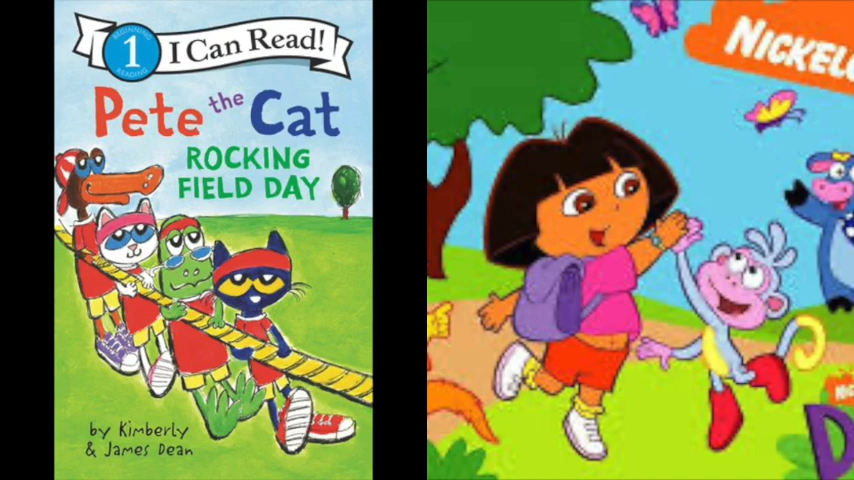 BEGINNING
1
READING
I Can Read!
Pete the Cat
ROCKING
FIELD DAY
by Kimberly
& James Dean
NICKEL
D